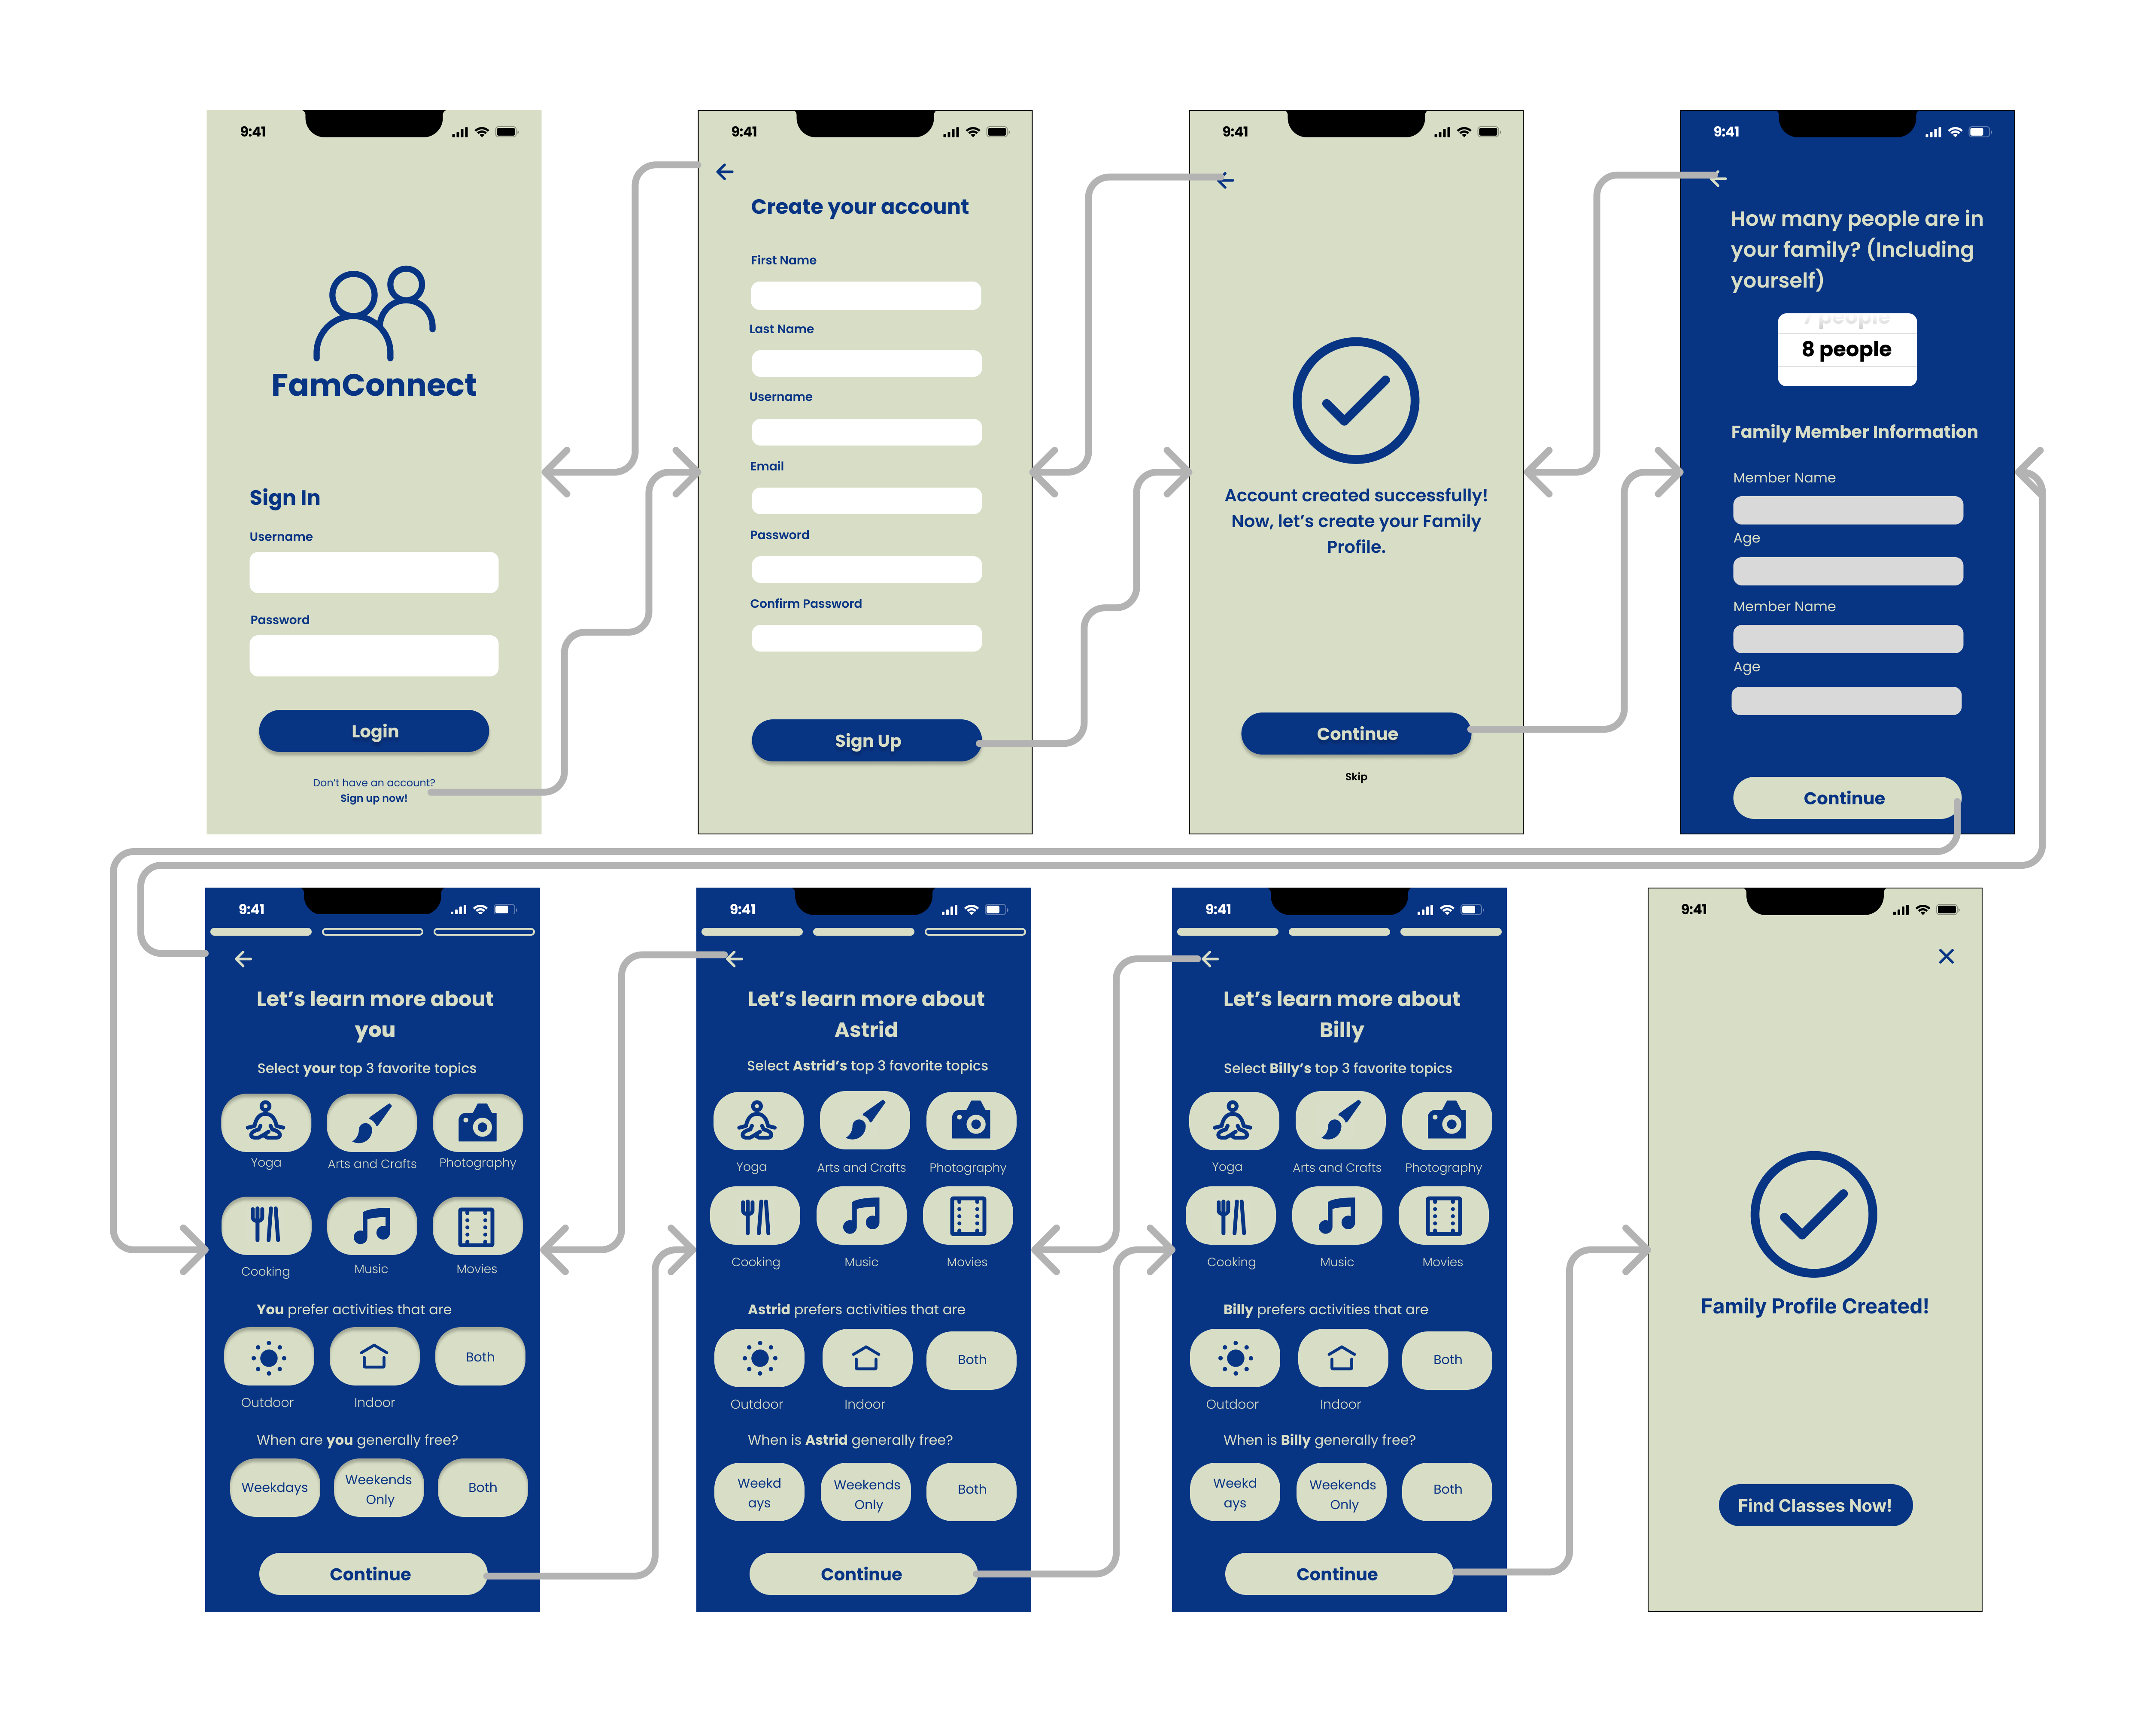 9:41
FamConnect
Sign In
Username
Password
Login
Don't have an account?
Sign up now!
9:41
Create your account
First Name
Last Name
Username
Email
Password
Confirm Password
Sign Up
9:41
Account created successfully!
Now, let's create your Family
Profile.
Continue
Skip
9:41
How many people are in
your family? (Including
yourself)
7 people
8 people
Family Member Information
Member Name
Age
Member Name
Age
Continue
9:41
Let's learn more about
you
Select your top 3 favorite topics
Yoga
Arts and Crafts
Photography
Cooking
Music
Movies
You prefer activities that are
Both
Outdoor
Indoor
When are you generally free?
Weekdays
Weekends
Only
Both
Continue
9:41
Let's learn more about
Astrid
Select Astrid's top 3 favorite topics
Yoga
Arts and Crafts
Photography
Cooking
Music
Movies
Astrid prefers activities that are
Both
Outdoor
Indoor
When is Astrid generally free?
Weekd
ays
Weekends
Only
Both
Continue
9:41
Let's learn more about
Billy
Select Billy's top 3 favorite topics
Yoga
Arts and Crafts
Photography
Cooking
Music
Movies
Billy prefers activities that are
Both
Outdoor
Indoor
When is Billy generally free?
Weekd
ays
Weekends
Only
Both
Continue
9:41
Family Profile Created!
Find Classes Now!